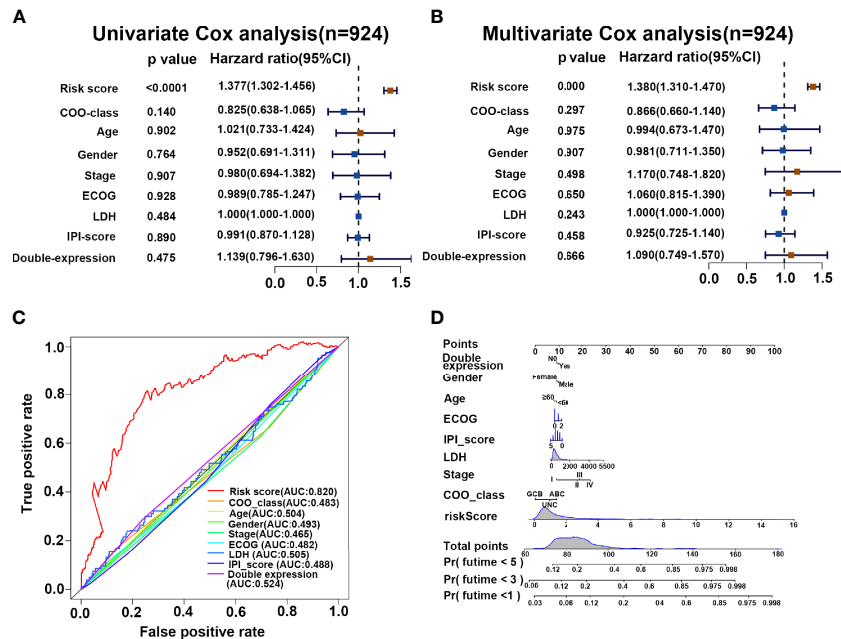 A
Univariate Cox analysis(n=924)
p value Harzard ratio(95%CI)
Risk score <0.0001 1.377(1.302-1.456)
COO-class 0.140 0.825(0.638-1.065)
Age 0.902 1.021(0.733-1.424)
Gender 0.764 0.952(0.691-1.311)
Stage 0.907 0.980(0.694-1.382)
ECOG 0.928 0.989(0.785-1.247)
LDH 0.484 1.000(1.000-1.000)
IPI-score 0.890 0.991(0.870-1.128)
Double-expression 0.475 1.139(0.796-1.630)
0.0 0.5 1.0 1.5
B
Multivariate Cox analysis(n=924)
p value Harzard ratio(95%CI)
Risk score 0.000 1.380(1.310-1.470)
COO-class 0.297 0.866(0.660-1.140)
Age 0.975 0.994(0.673-1.470)
Gender 0.907 0.981(0.711-1.350)
Stage 0.498 1.170(0.748-1.820)
ECOG 0.650 1.060(0.815-1.390)
LDH 0.243 1.000(1.000-1.000)
IPI-score 0.458 0.925(0.725-1.140)
Double-expression 0.666 1.090(0.749-1.570)
0.0 0.5 1.0 1.5
C
True positive rate
1.0
0.8
0.6
0.4
0.2
0.0
Risk score(AUC:0.820)
COO_class(AUC:0.483)
Age(AUC:0.504)
Gender(AUC:0.493)
Stage(AUC:0.465)
ECOG (AUC:0.482)
LDH (AUC:0.505)
IPI_score (AUC:0.488)
Double expression
(AUC:0.524)
0.0 0.2 0.4 0.6 0.8 1.0
False positive rate
D
Points 0 10 20 30 40 50 60 70 80 90 100
Double
expression
N0
Yes
Gender
Female
Male
Age
≥60
ECOG
0 2
IPI_score
5 0
LDH
0 2000 4000 5500
Stage
I III
II IV
COO_class
GCB ABC
UNC
riskScore
0 2 4 6 8 10 12 14 16
Total points
60 80 100 120 140 160 180
Pr( futime < 5 )
0.12 0.2 0.4 0.6 0.85 0.975 0.998
Pr( futime < 3 )
0.06 0.12 0.2 0.4 0.6 0.85 0.975 0.998
Pr( futime <1 )
0.03 0.06 0.12 0.2 0.4 0.6 0.85 0.975 0.998